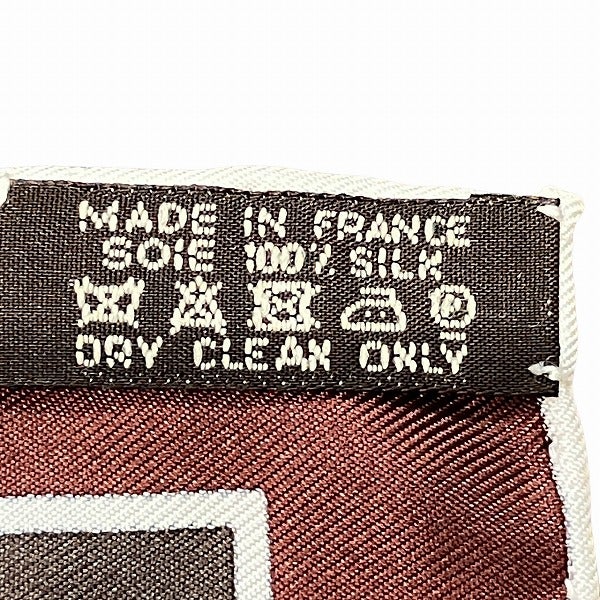 MADE IN FRANCE
SOIE 100% SILK
DRY CLEAN ONLY